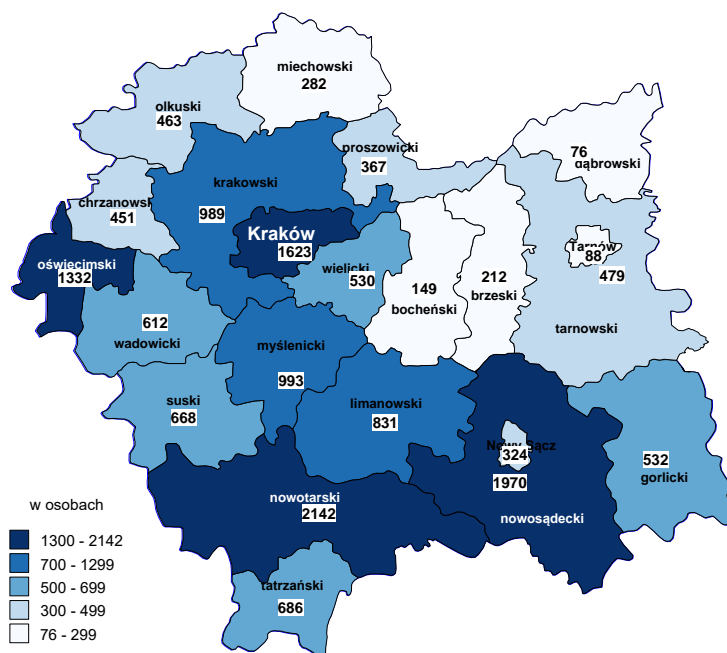 miechowski
282
olkuski
463
proszowicki
367
76
dąbrowski
krakowski
989
chrzanowski
451
Kraków
1623
Tarnów
88
479
tarnowski
oświęcimski
1332
wielicki
530
149
bocheński
212
brzeski
612
wadowicki
myślenicki
993
suski
668
limanowski
831
Nowy Sącz
324
1970
nowosądecki
532
gorlicki
nowotarski
2142
tatrzański
686
w osobach
1300 - 2142
700 - 1299
500 - 699
300 - 499
76 - 299